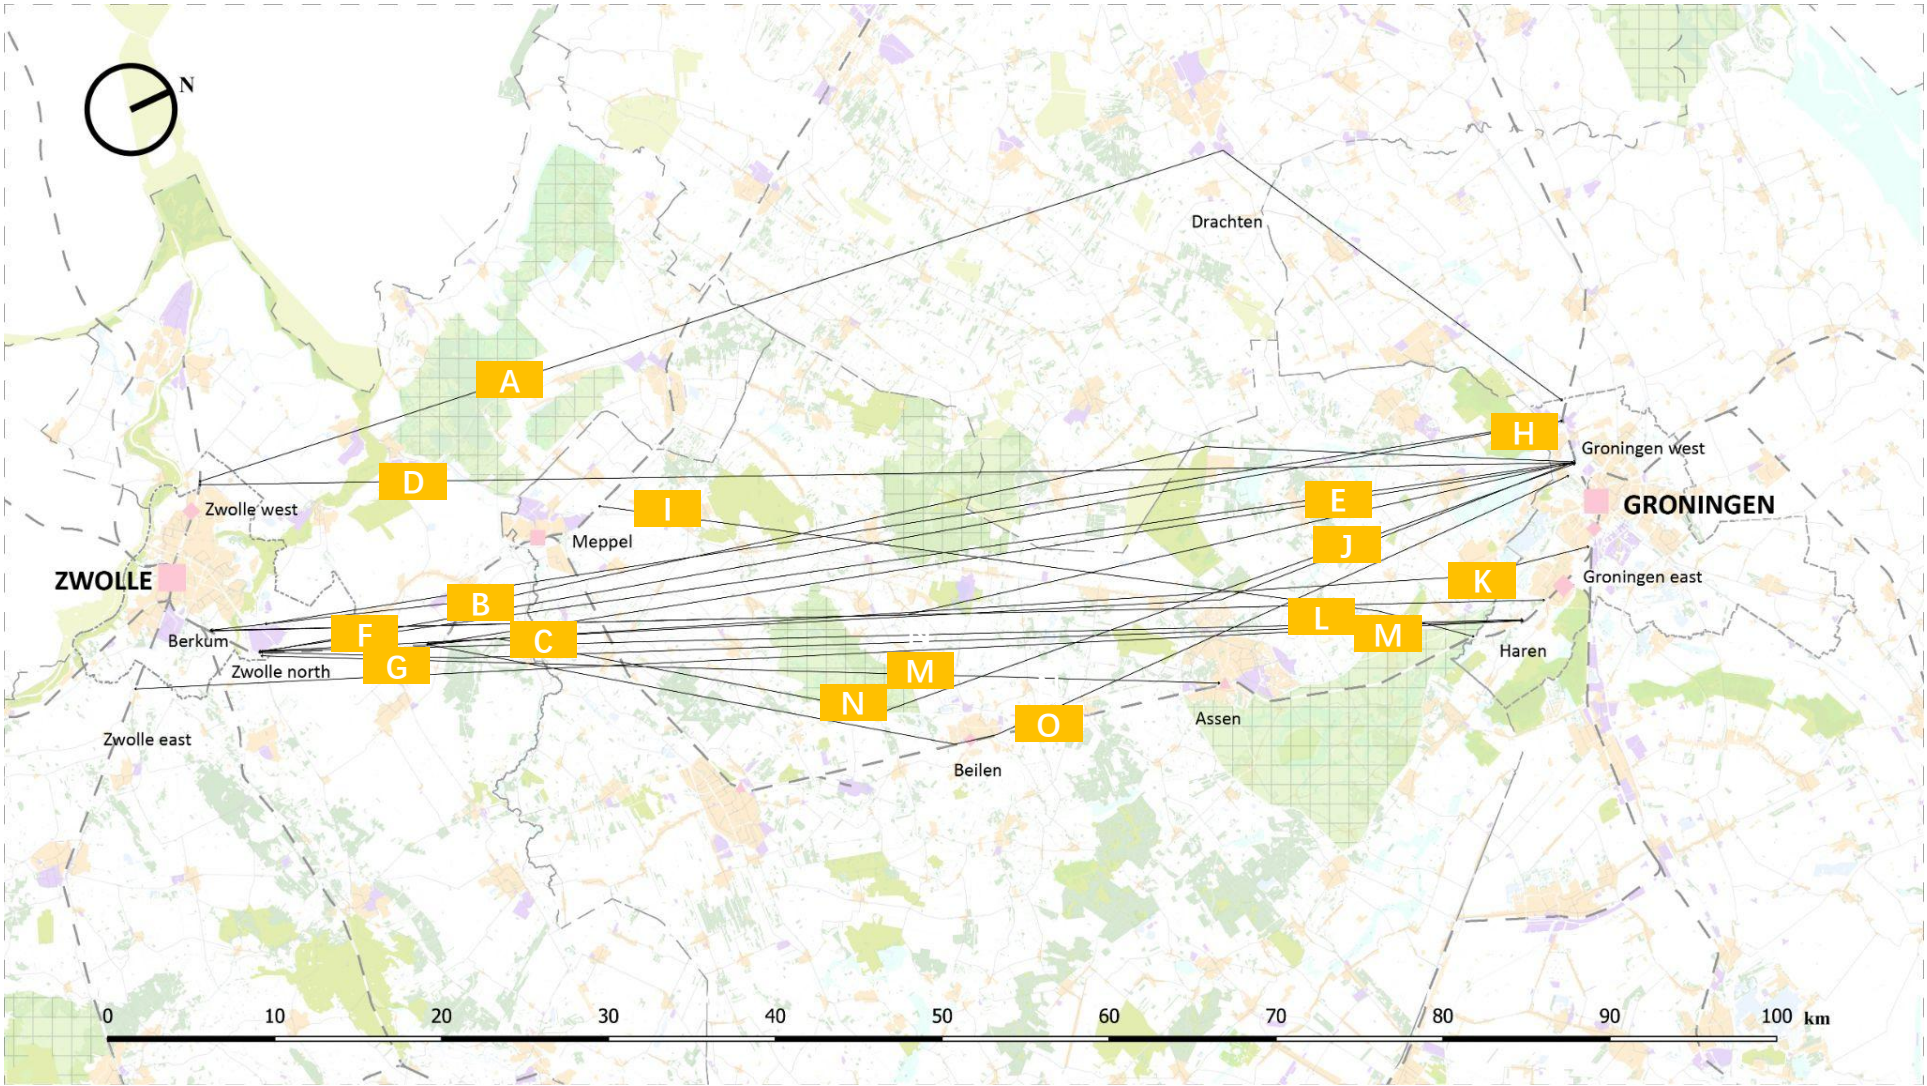 N
Drachten
A
H
Groningen west
D
E
I
GRONINGEN
Zwolle west
Meppel
J
ZWOLLE
K
Groningen east
B
L
F
C
M
Berkum
Haren
G
Zwolle north
M
N
Assen
O
Zwolle east
Beilen
0 10 20 30 40 50 60 70 80 90 100 km